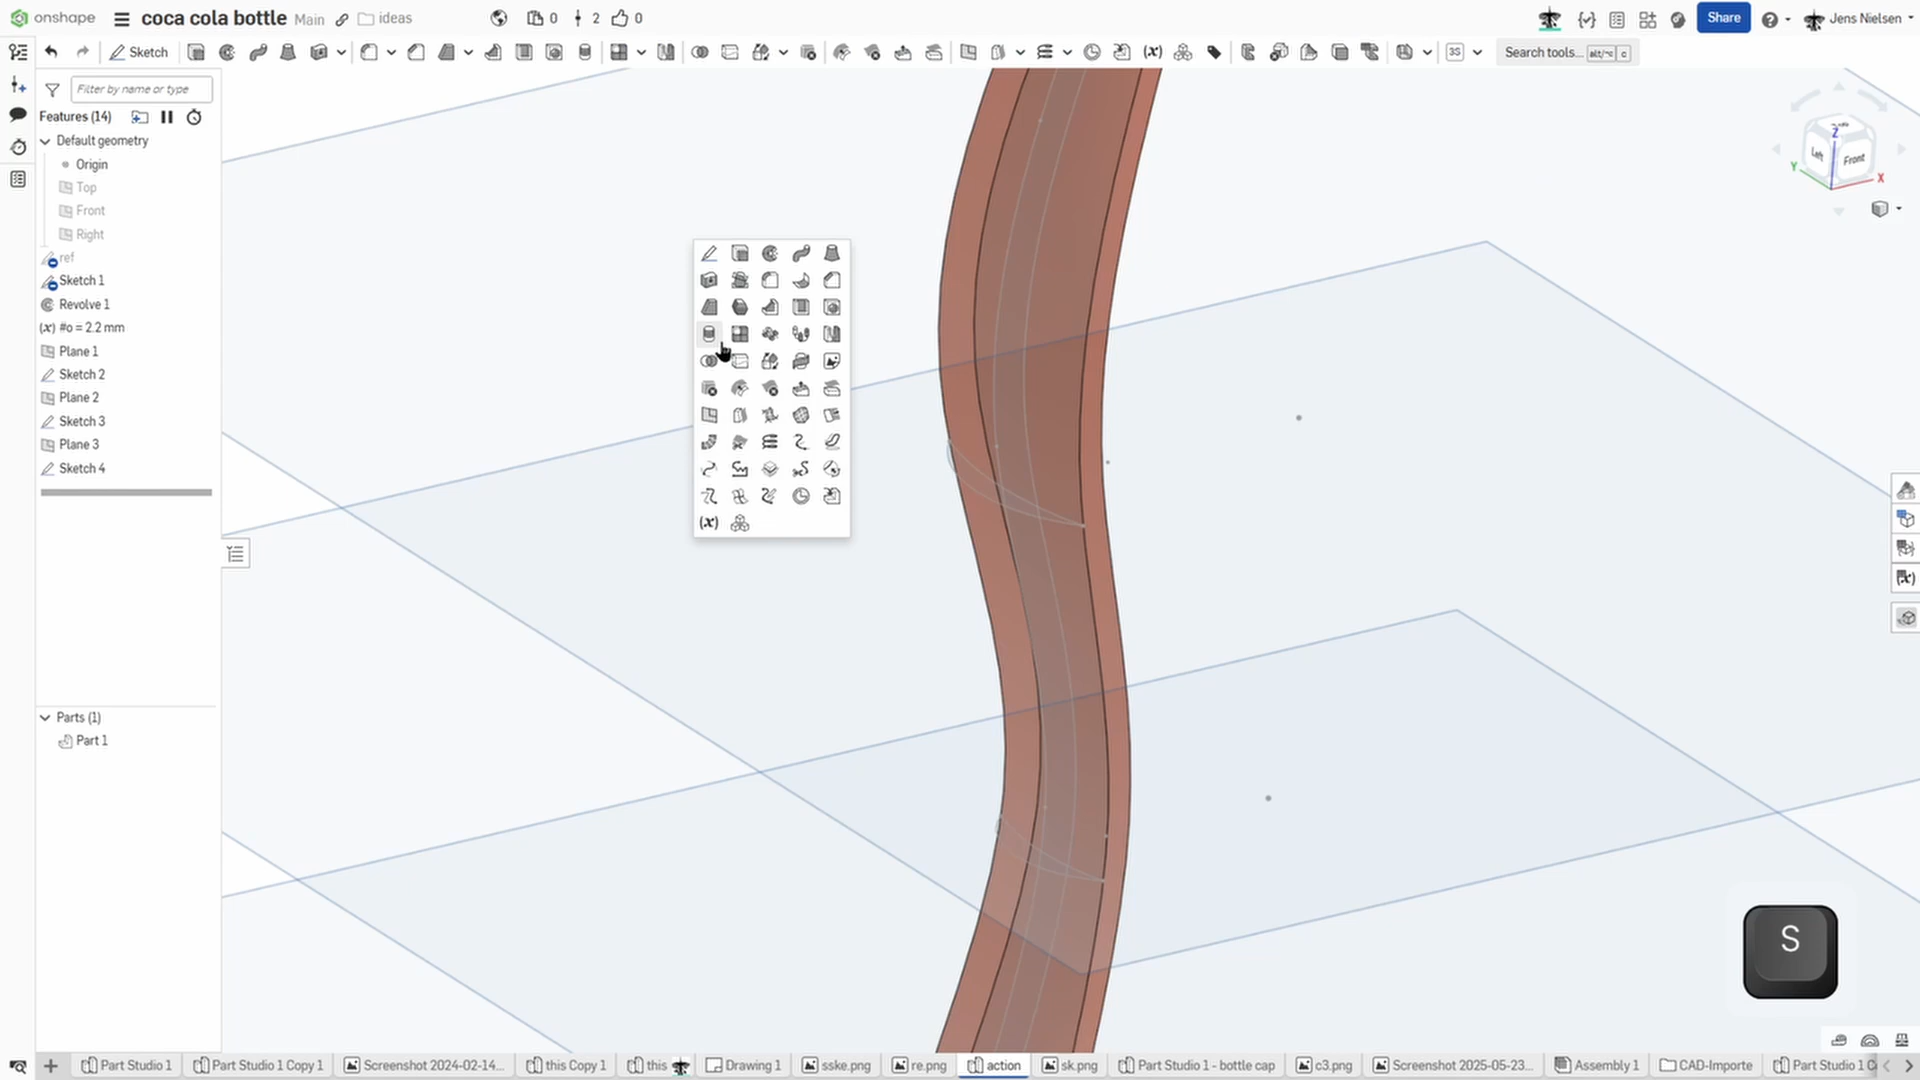 onshape
coca cola bottle Main ideas 0 2 0 Share Jens Nielsen
Sketch (x) 3S Search tools... alt/⌥ c
Filter by name or type
Features (14)
Default geometry
Origin
Top
Front
Right
ref
Sketch 1
Revolve 1
(x) #o = 2.2 mm
Plane 1
Sketch 2
Plane 2
Sketch 3
Plane 3
Sketch 4
Parts (1)
Part 1
(x)
Z
Left Front
Y X
(x)
S
Part Studio 1 Part Studio 1 Copy 1 Screenshot 2024-02-14... this Copy 1 this Drawing 1 sske.png re.png action sk.png Part Studio 1 - bottle cap c3.png Screenshot 2025-05-23... Assembly 1 CAD-Importe Part Studio 1